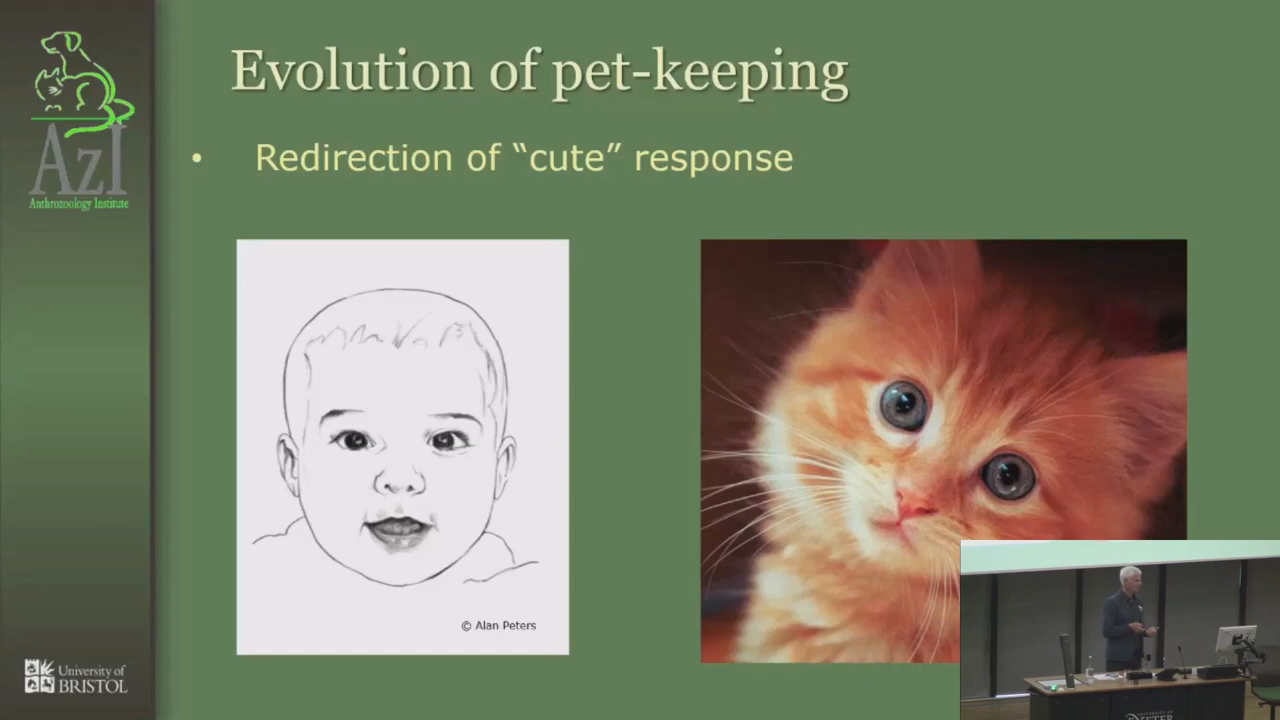 Evolution of pet-keeping
• Redirection of “cute” response
AzI
Anthrozoology Institute
© Alan Peters
University of
BRISTOL